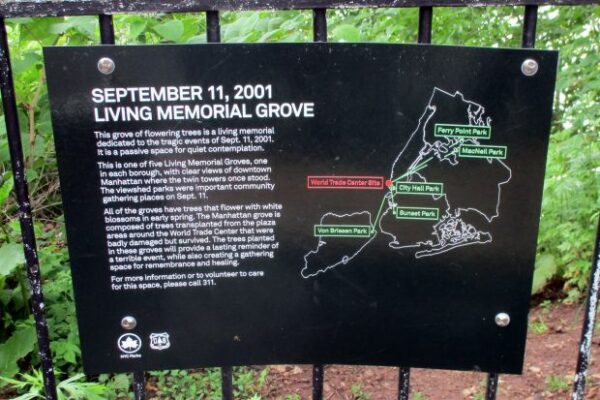 SEPTEMBER 11, 2001
LIVING MEMORIAL GROVE
This grove of flowering trees is a living memorial
dedicated to the tragic events of Sept. 11, 2001.
It is a passive space for quiet contemplation.
This is one of five Living Memorial Groves, one
in each borough, with clear views of downtown
Manhattan where the twin towers once stood.
The viewshed parks were important community
gathering places on Sept. 11.
All of the groves have trees that flower with white
blossoms in early spring. The Manhattan grove is
composed of trees transplanted from the plaza
areas around the World Trade Center that were
badly damaged but survived. The trees planted
in these groves will provide a lasting reminder of
a terrible event, while also creating a gathering
space for remembrance and healing.
For more information or to volunteer to care
for this space, please call 311.
NYC Parks
UAS
Ferry Point Park
MacNeil Park
World Trade Center Site
City Hall Park
Sunset Park
Von Briesen Park